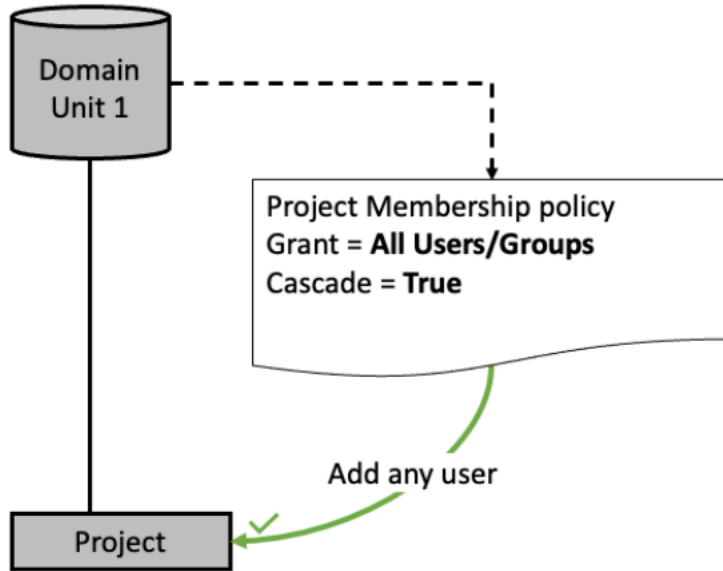 Domain
Unit 1
Project Membership policy
Grant = All Users/Groups
Cascade = True
Add any user
Project